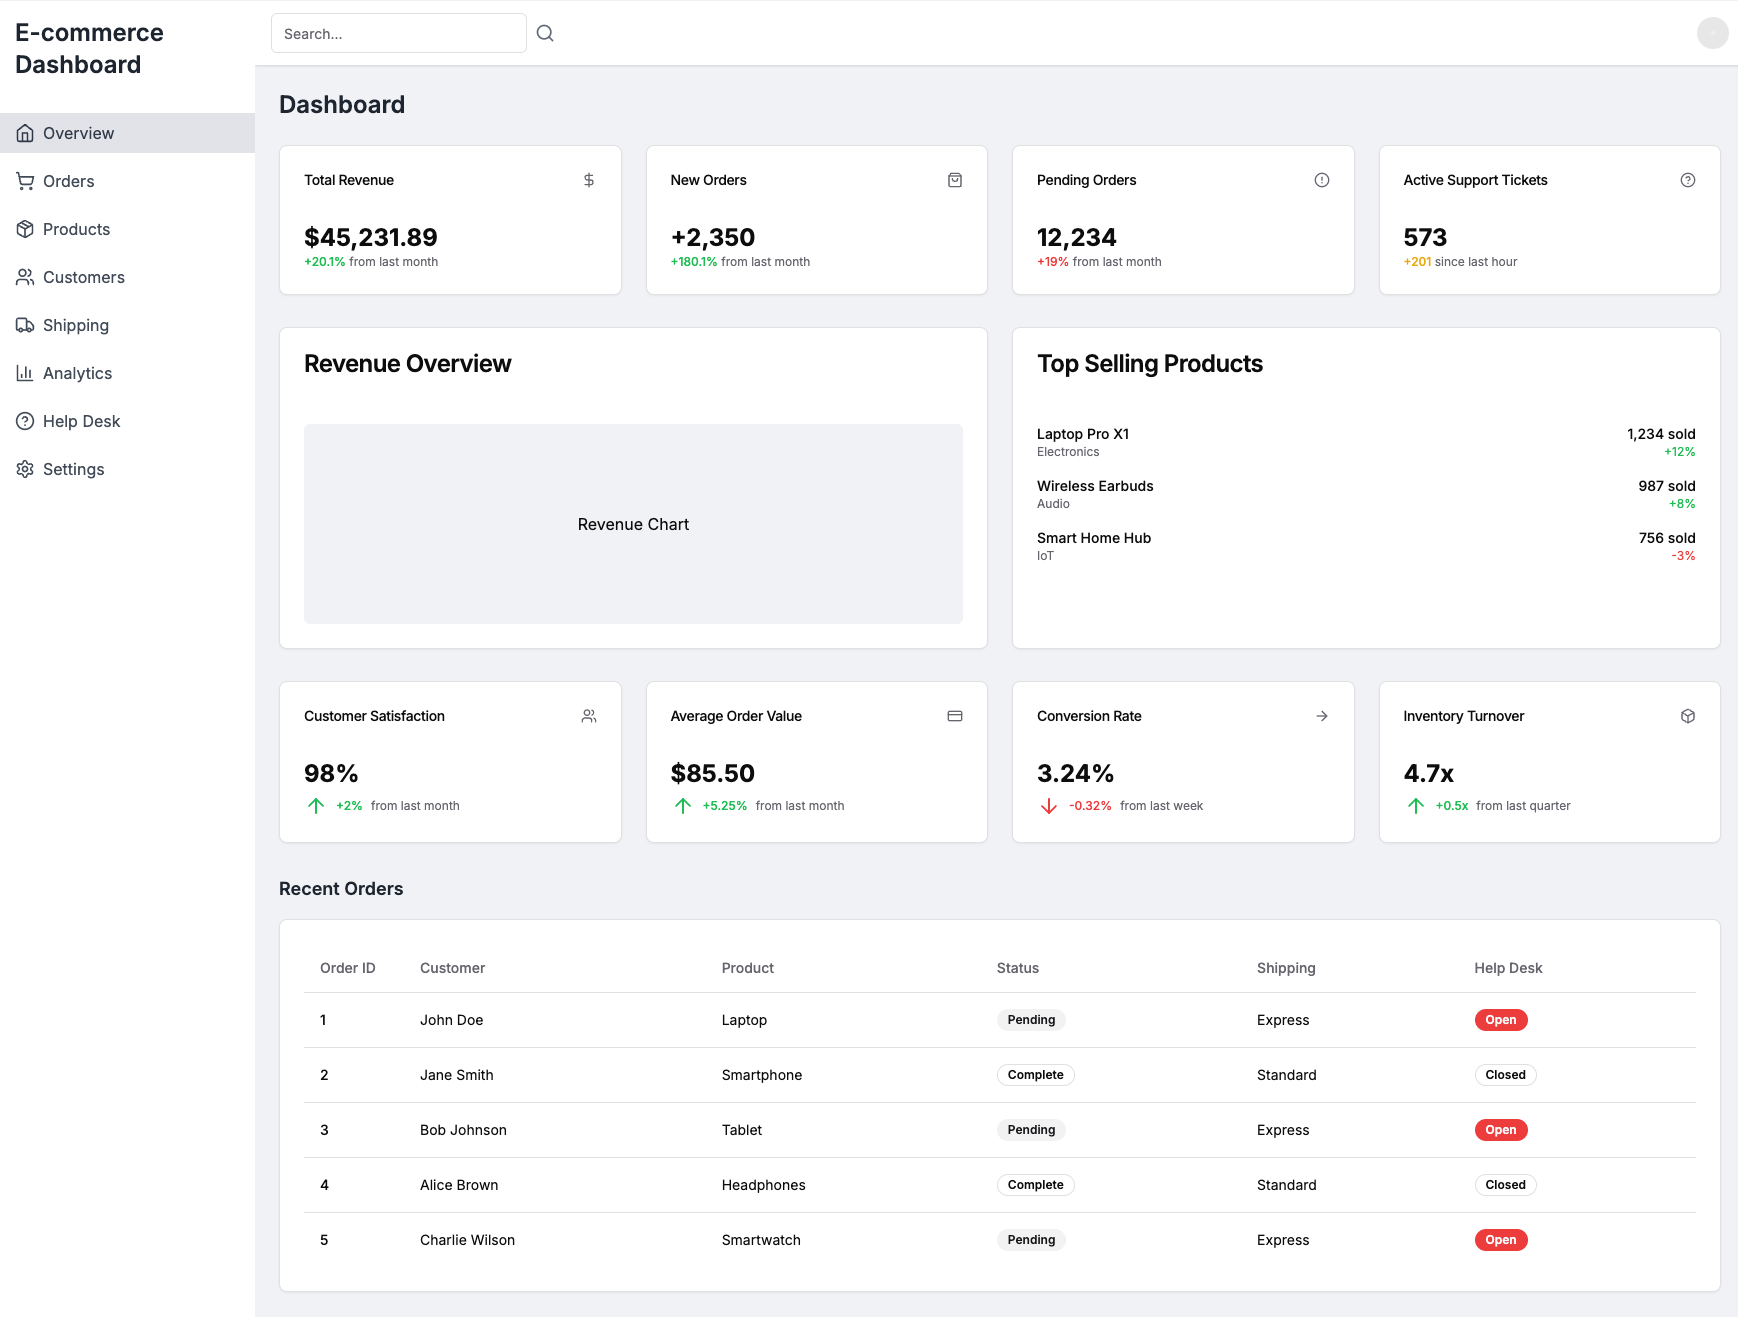 E-commerce
Dashboard
Overview
Orders
Products
Customers
Shipping
Analytics
Help Desk
Settings
Search...
Dashboard
Total Revenue
$45,231.89
+20.1% from last month
New Orders
+2,350
+180.1% from last month
Pending Orders
12,234
+19% from last month
Active Support Tickets
573
+201 since last hour
Revenue Overview
Revenue Chart
Top Selling Products
Laptop Pro X1 1,234 sold
Electronics +12%
Wireless Earbuds 987 sold
Audio +8%
Smart Home Hub 756 sold
IoT -3%
Customer Satisfaction
98%
+2% from last month
Average Order Value
$85.50
+5.25% from last month
Conversion Rate
3.24%
-0.32% from last week
Inventory Turnover
4.7x
+0.5x from last quarter
Recent Orders
Order ID Customer Product Status Shipping Help Desk
1 John Doe Laptop Pending Express Open
2 Jane Smith Smartphone Complete Standard Closed
3 Bob Johnson Tablet Pending Express Open
4 Alice Brown Headphones Complete Standard Closed
5 Charlie Wilson Smartwatch Pending Express Open